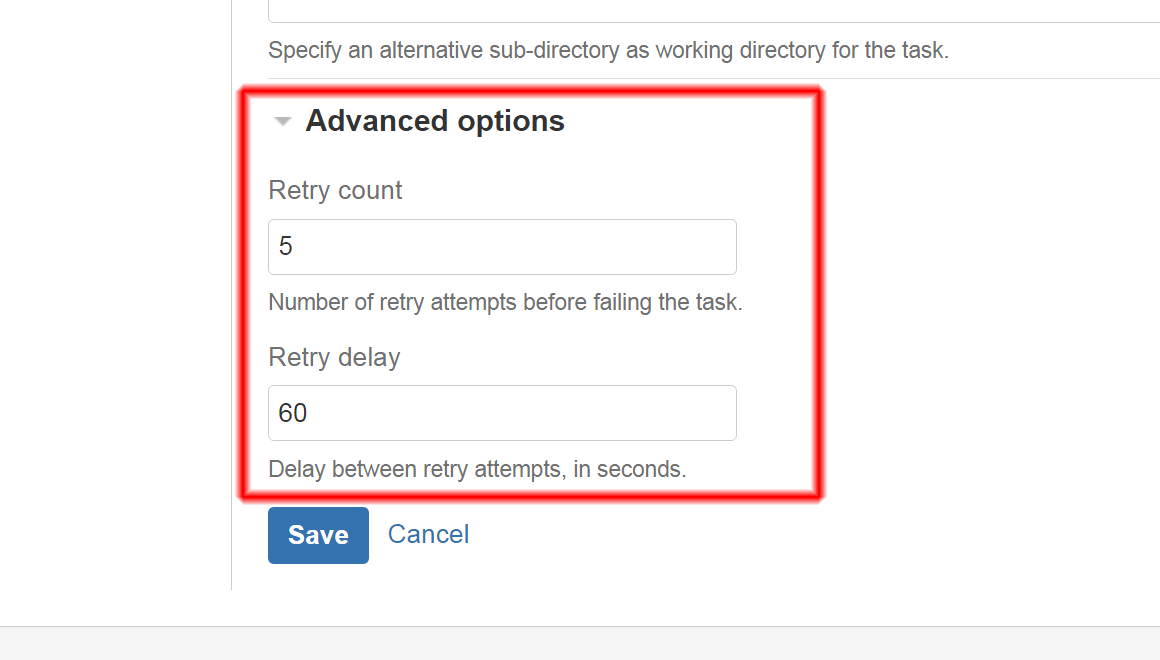 Specify an alternative sub-directory as working directory for the task.
Advanced options
Retry count
5
Number of retry attempts before failing the task.
Retry delay
60
Delay between retry attempts, in seconds.
Save Cancel